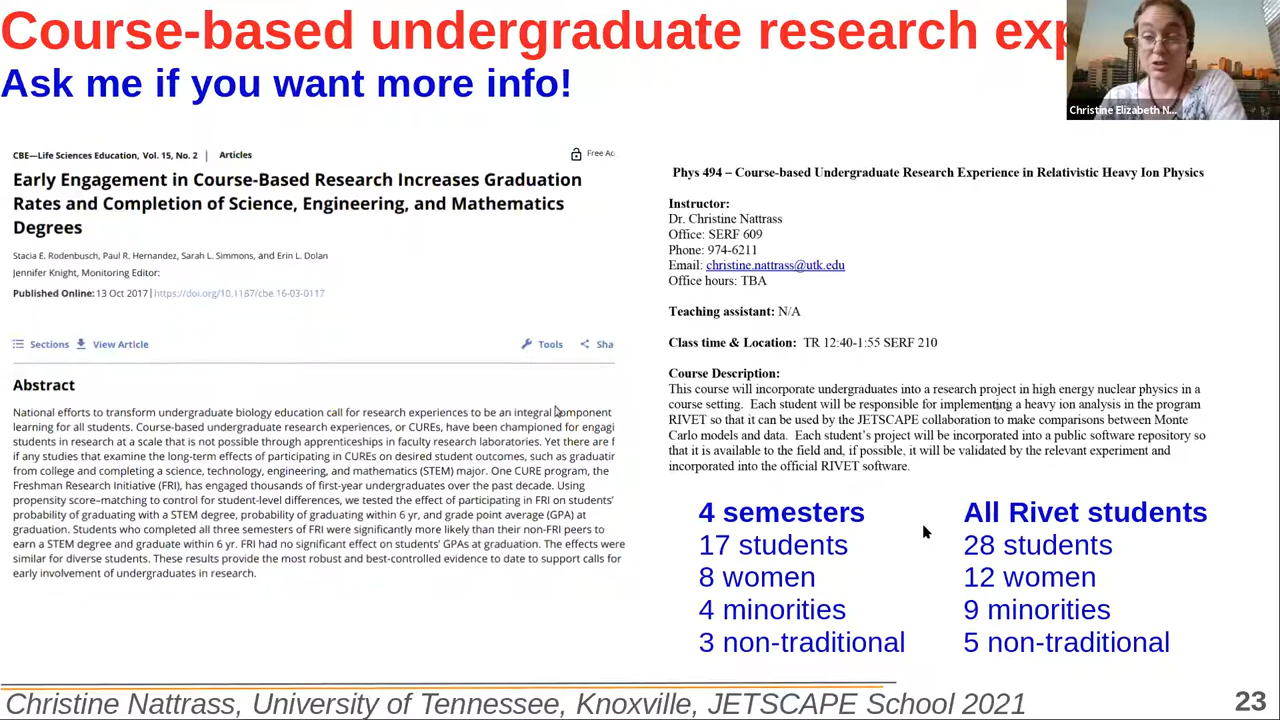 Course-based undergraduate research exp
Ask me if you want more info!
Christine Elizabeth N...
CBE—Life Sciences Education, Vol. 15, No. 2 | Articles
Free Ac
Early Engagement in Course-Based Research Increases Graduation
Rates and Completion of Science, Engineering, and Mathematics
Degrees
Stacia E. Rodenbusch, Paul R. Hernandez, Sarah L. Simmons, and Erin L. Dolan
Jennifer Knight, Monitoring Editor:
Published Online: 13 Oct 2017 | https://doi.org/10.1187/cbe.16-03-0117
Sections View Article Tools Sha
Abstract
National efforts to transform undergraduate biology education call for research experiences to be an integral component
learning for all students. Course-based undergraduate research experiences, or CUREs, have been championed for engagi
students in research at a scale that is not possible through apprenticeships in faculty research laboratories. Yet there are f
if any studies that examine the long-term effects of participating in CUREs on desired student outcomes, such as graduatir
from college and completing a science, technology, engineering, and mathematics (STEM) major. One CURE program, the
Freshman Research Initiative (FRI), has engaged thousands of first-year undergraduates over the past decade. Using
propensity score–matching to control for student-level differences, we tested the effect of participating in FRI on students'
probability of graduating with a STEM degree, probability of graduating within 6 yr, and grade point average (GPA) at
graduation. Students who completed all three semesters of FRI were significantly more likely than their non-FRI peers to
earn a STEM degree and graduate within 6 yr. FRI had no significant effect on students' GPAs at graduation. The effects were
similar for diverse students. These results provide the most robust and best-controlled evidence to date to support calls for
early involvement of undergraduates in research.
Phys 494 – Course-based Undergraduate Research Experience in Relativistic Heavy Ion Physics
Instructor:
Dr. Christine Nattrass
Office: SERF 609
Phone: 974-6211
Email: christine.nattrass@utk.edu
Office hours: TBA
Teaching assistant: N/A
Class time & Location: TR 12:40-1:55 SERF 210
Course Description:
This course will incorporate undergraduates into a research project in high energy nuclear physics in a
course setting. Each student will be responsible for implementing a heavy ion analysis in the program
RIVET so that it can be used by the JETSCAPE collaboration to make comparisons between Monte
Carlo models and data. Each student's project will be incorporated into a public software repository so
that it is available to the field and, if possible, it will be validated by the relevant experiment and
incorporated into the official RIVET software.
4 semesters
17 students
8 women
4 minorities
3 non-traditional
All Rivet students
28 students
12 women
9 minorities
5 non-traditional
Christine Nattrass, University of Tennessee, Knoxville, JETSCAPE School 2021
23